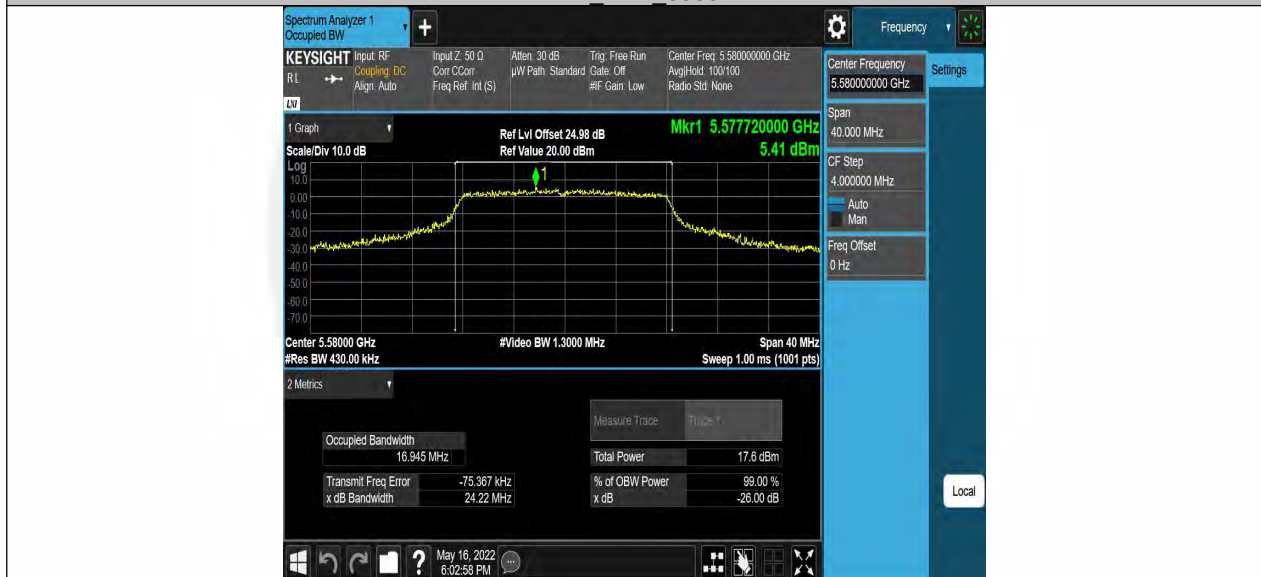 Spectrum Analyzer 1
Occupied BW
+
Frequency
KEYSIGHT
RL
LXI
Input: RF
Coupling: DC
Align: Auto
Input Z: 50 Ω
Corr CCorr
Freq Ref: Int (S)
Atten: 30 dB
µW Path: Standard
Trig: Free Run
Gate: Off
#IF Gain: Low
Center Freq: 5.580000000 GHz
Avg|Hold: 100/100
Radio Std: None
Center Frequency
5.580000000 GHz
Settings
Span
40.000 MHz
CF Step
4.000000 MHz
Auto
Man
Freq Offset
0 Hz
1 Graph
Scale/Div 10.0 dB
Ref Lvl Offset 24.98 dB
Ref Value 20.00 dBm
Mkr1 5.577720000 GHz
5.41 dBm
Log
10.0
0.00
-10.0
-20.0
-30.0
-40.0
-50.0
-60.0
-70.0
1
Center 5.58000 GHz
#Res BW 430.00 kHz
#Video BW 1.3000 MHz
Span 40 MHz
Sweep 1.00 ms (1001 pts)
2 Metrics
Measure Trace
Trace 1
Occupied Bandwidth
16.945 MHz
Total Power 17.6 dBm
Transmit Freq Error -75.367 kHz
% of OBW Power 99.00 %
x dB Bandwidth 24.22 MHz
x dB -26.00 dB
Local
?
May 16, 2022
6:02:58 PM